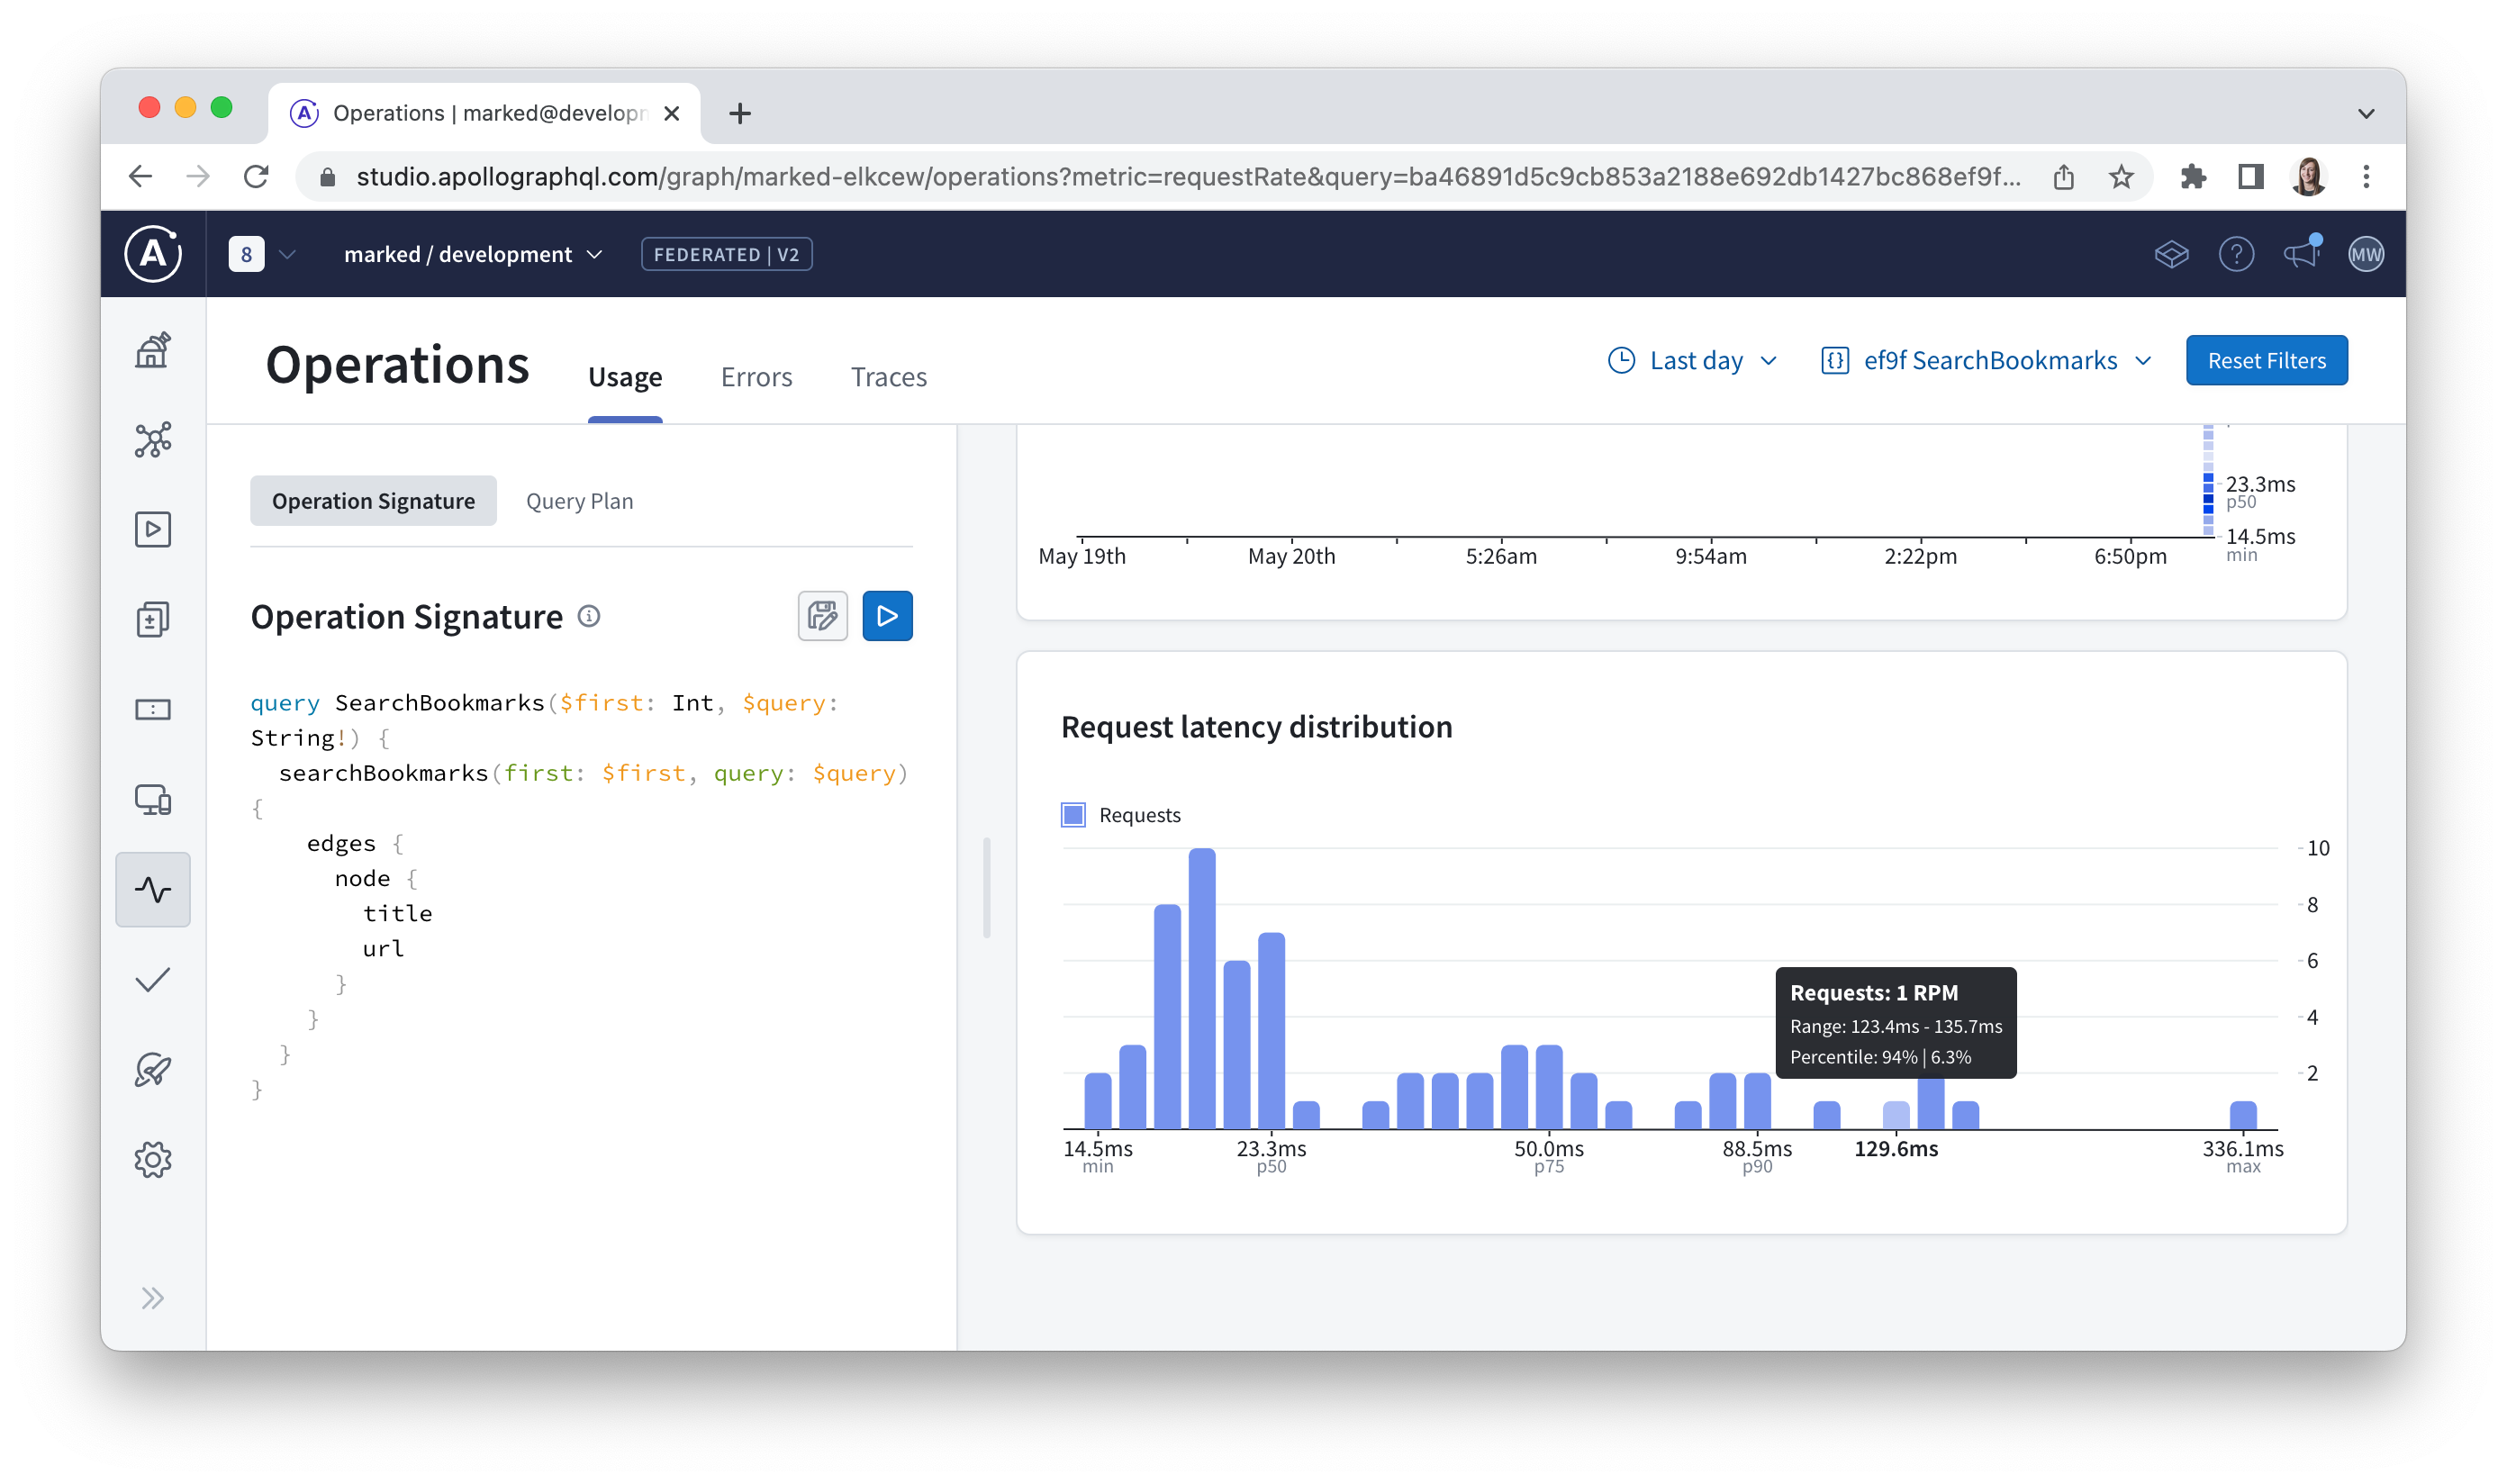 Operations | marked@developm
studio.apollographql.com/graph/marked-elkcew/operations?metric=requestRate&query=ba46891d5c9cb853a2188e692db1427bc868ef9f...
A
8
marked / development
FEDERATED | V2
MW
Operations
Usage
Errors
Traces
Last day
{} ef9f SearchBookmarks
Reset Filters
Operation Signature
Query Plan
Operation Signature
query SearchBookmarks($first: Int, $query:
String!) {
searchBookmarks(first: $first, query: $query)
{
edges {
node {
title
url
}
}
}
}
23.3ms
p50
14.5ms
min
May 19th
May 20th
5:26am
9:54am
2:22pm
6:50pm
Request latency distribution
Requests
10
8
6
4
2
Requests: 1 RPM
Range: 123.4ms - 135.7ms
Percentile: 94% | 6.3%
14.5ms
min
23.3ms
p50
50.0ms
p75
88.5ms
p90
129.6ms
336.1ms
max